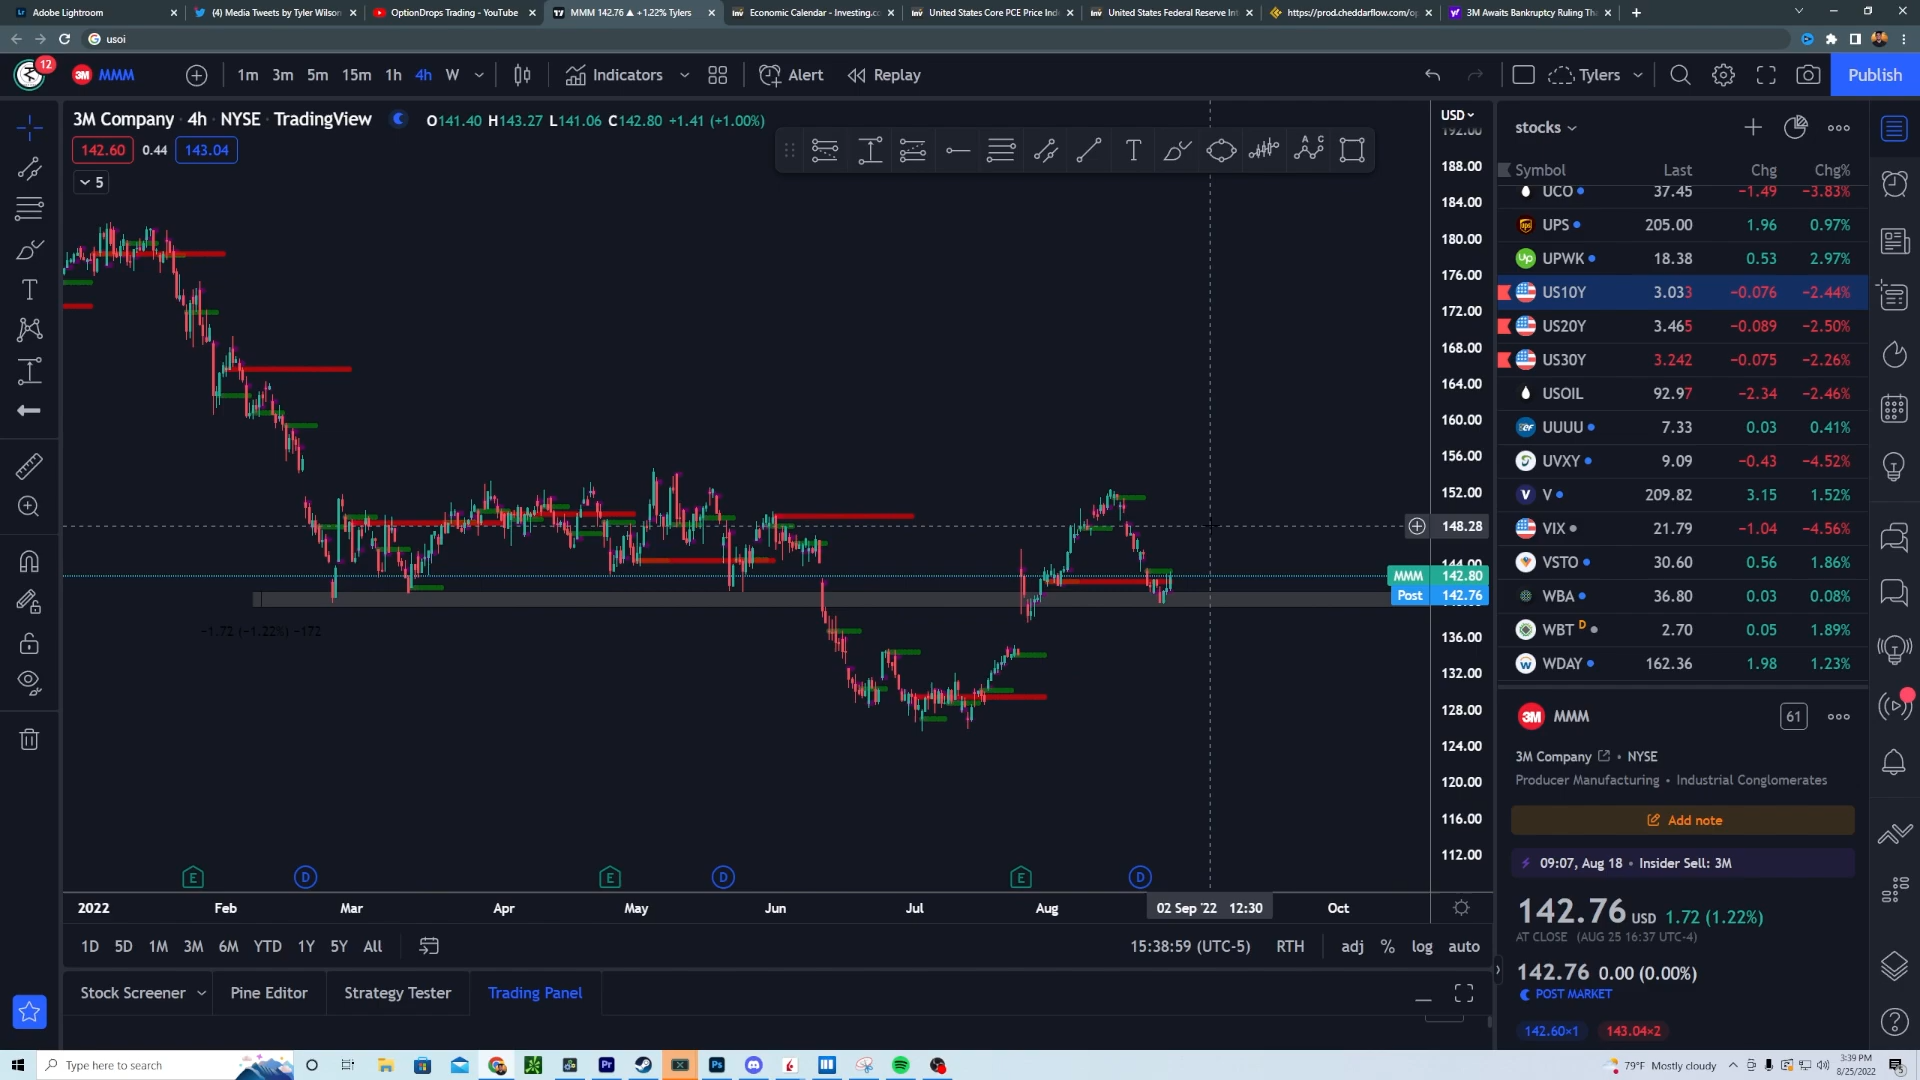 Adobe Lightroom
(4) Media Tweets by Tyler Wilson
OptionDrops Trading - YouTube
MMM 142.76 ▲ +1.22% Tylers
Economic Calendar - Investing.co
United States Core PCE Price Ind
United States Federal Reserve Int
https://prod.cheddarflow.com/op
3M Awaits Bankruptcy Ruling Tha
usoi
12
3M
MMM
1m 3m 5m 15m 1h 4h W
Indicators
Alert
Replay
Tylers
Publish
3M Company · 4h · NYSE · TradingView
O141.40 H143.27 L141.06 C142.80 +1.41 (+1.00%)
142.60 0.44 143.04
5
USD
192.00
188.00
184.00
180.00
176.00
172.00
168.00
164.00
160.00
156.00
152.00
148.28
144.00
MMM 142.80
Post 142.76
136.00
132.00
128.00
124.00
120.00
116.00
112.00
−1.72 (−1.22%) −172
E D E D E D
2022 Feb Mar Apr May Jun Jul Aug 02 Sep '22 12:30 Oct
1D 5D 1M 3M 6M YTD 1Y 5Y All
15:38:59 (UTC-5) RTH adj % log auto
Stock Screener
Pine Editor
Strategy Tester
Trading Panel
stocks
Symbol Last Chg Chg%
UCO 37.45 −1.49 −3.83%
UPS 205.00 1.96 0.97%
UPWK 18.38 0.53 2.97%
US10Y 3.033 −0.076 −2.44%
US20Y 3.465 −0.089 −2.50%
US30Y 3.242 −0.075 −2.26%
USOIL 92.97 −2.34 −2.46%
UUUU 7.33 0.03 0.41%
UVXY 9.09 −0.43 −4.52%
V 209.82 3.15 1.52%
VIX 21.79 −1.04 −4.56%
VSTO 30.60 0.56 1.86%
WBA 36.80 0.03 0.08%
WBT D 2.70 0.05 1.89%
WDAY 162.36 1.98 1.23%
3M MMM 61
3M Company • NYSE
Producer Manufacturing • Industrial Conglomerates
Add note
09:07, Aug 18 • Insider Sell: 3M
142.76 USD 1.72 (1.22%)
AT CLOSE (AUG 25 16:37 UTC-4)
142.76 0.00 (0.00%)
POST MARKET
142.60×1 143.04×2
Type here to search
79°F Mostly cloudy
3:39 PM
8/25/2022